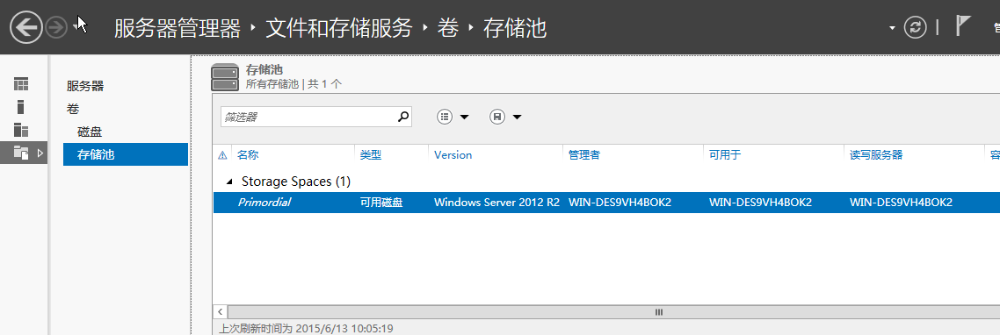 服务器管理器 ‣ 文件和存储服务 ‣ 卷 ‣ 存储池
服务器
卷
磁盘
存储池
存储池
所有存储池 | 共 1 个
筛选器
名称 类型 Version 管理者 可用于 读写服务器
Storage Spaces (1)
Primordial 可用磁盘 Windows Server 2012 R2 WIN-DES9VH4BOK2 WIN-DES9VH4BOK2 WIN-DES9VH4BOK2
上次刷新时间为 2015/6/13 10:05:19